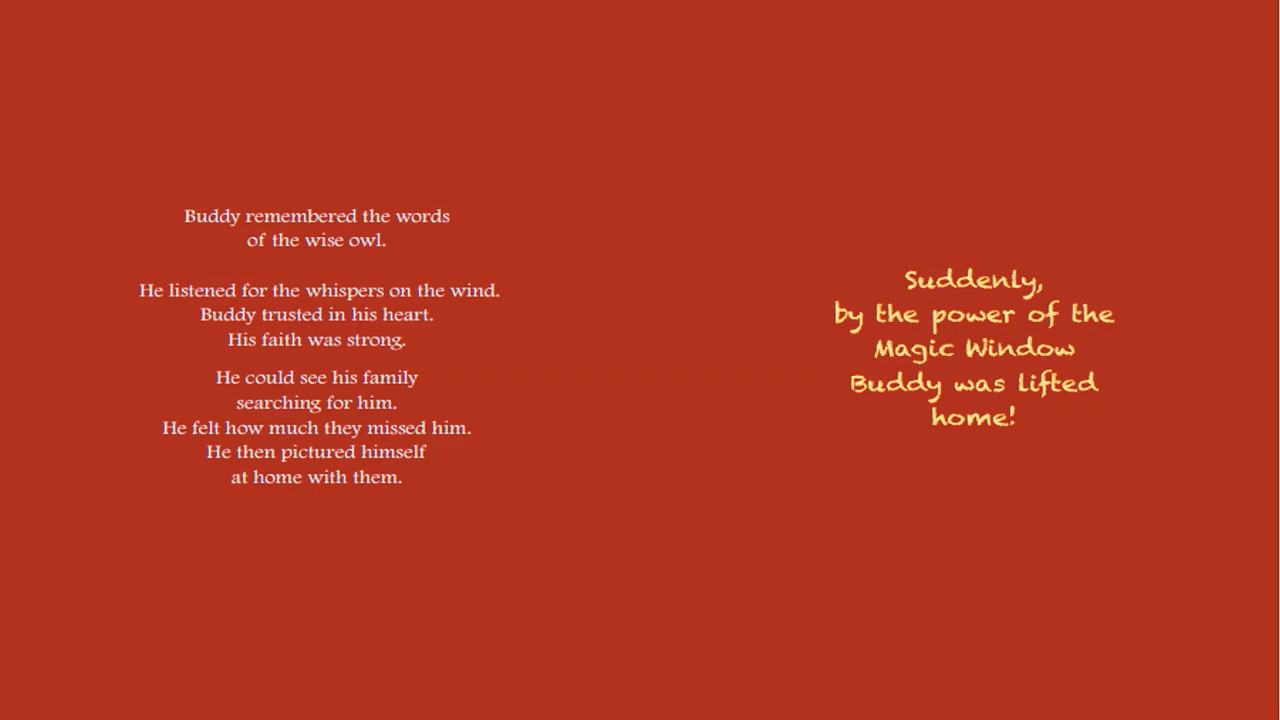 Buddy remembered the words
of the wise owl.
He listened for the whispers on the wind.
Buddy trusted in his heart.
His faith was strong.
He could see his family
searching for him.
He felt how much they missed him.
He then pictured himself
at home with them.
Suddenly,
by the power of the
Magic Window
Buddy was lifted
home!